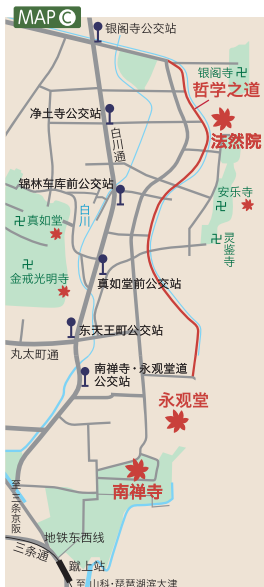 MAP C
银阁寺公交站
银阁寺
哲学之道
净土寺公交站
法然院
白川通
锦林车库前公交站
安乐寺
白川
真如堂
灵鉴寺
金戒光明寺
真如堂前公交站
东天王町公交站
丸太町通
南禅寺·永观堂道
公交站
永观堂
南禅寺
至三条京阪
地铁东西线
三条通
蹴上站
至山科·琵琶湖滨大津